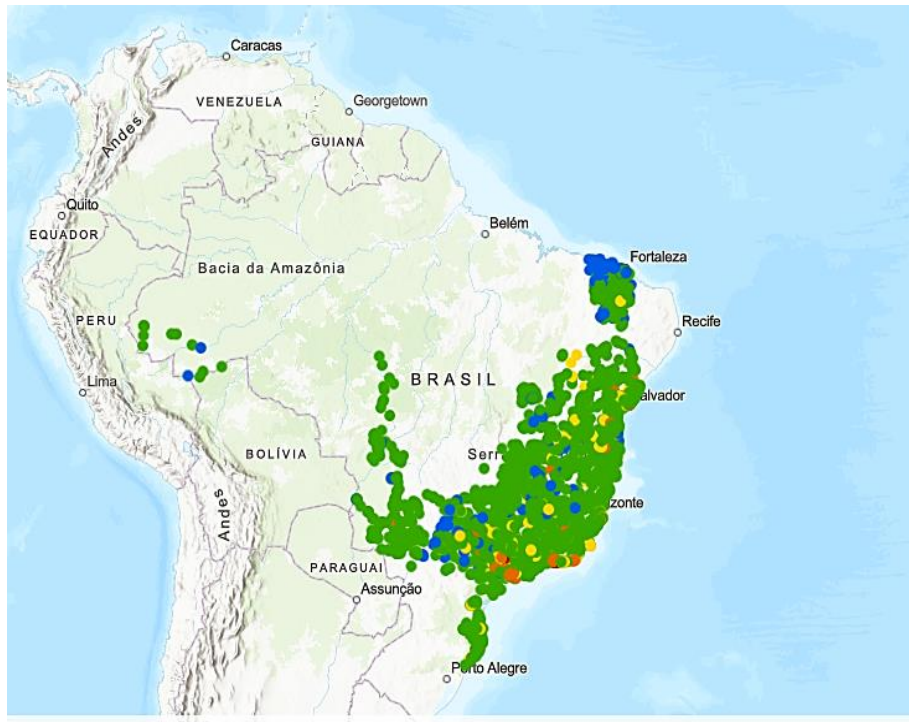 Caracas
VENEZUELA
Georgetown
GUIANA
Andes
Quito
EQUADOR
Belém
Bacia da Amazônia
Fortaleza
PERU
Recife
Lima
BRASIL
alvador
BOLÍVIA
Serr
zonte
Andes
PARAGUAI
Assunção
Porto Alegre